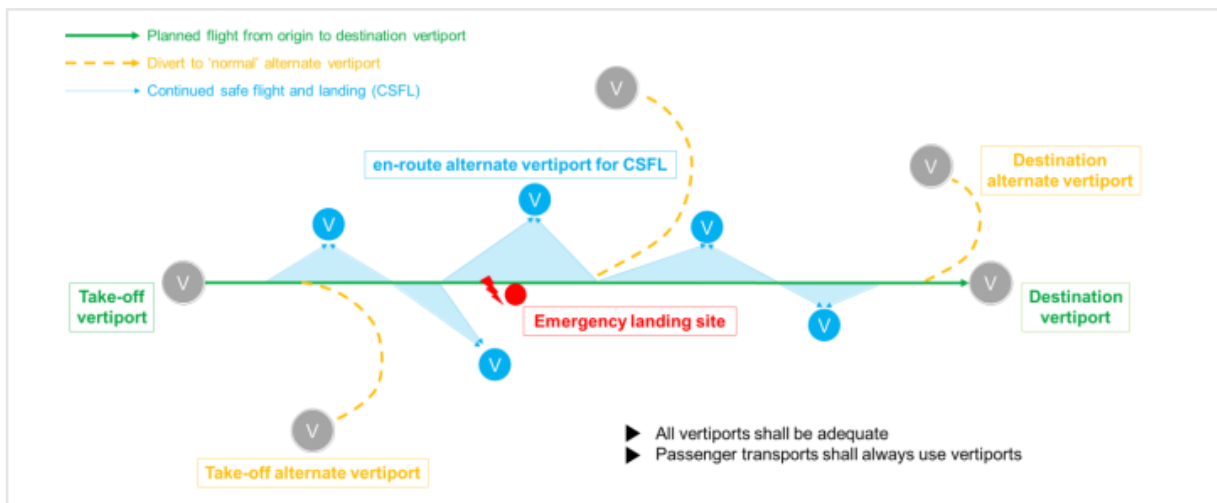 Planned flight from origin to destination vertiport
Divert to 'normal' alternate vertiport
Continued safe flight and landing (CSFL)
V
V
Destination
alternate vertiport
en-route alternate vertiport for CSFL
V
V
V
V
V
Take-off
vertiport
Destination
vertiport
Emergency landing site
V
V
V
Take-off alternate vertiport
All vertiports shall be adequate
Passenger transports shall always use vertiports